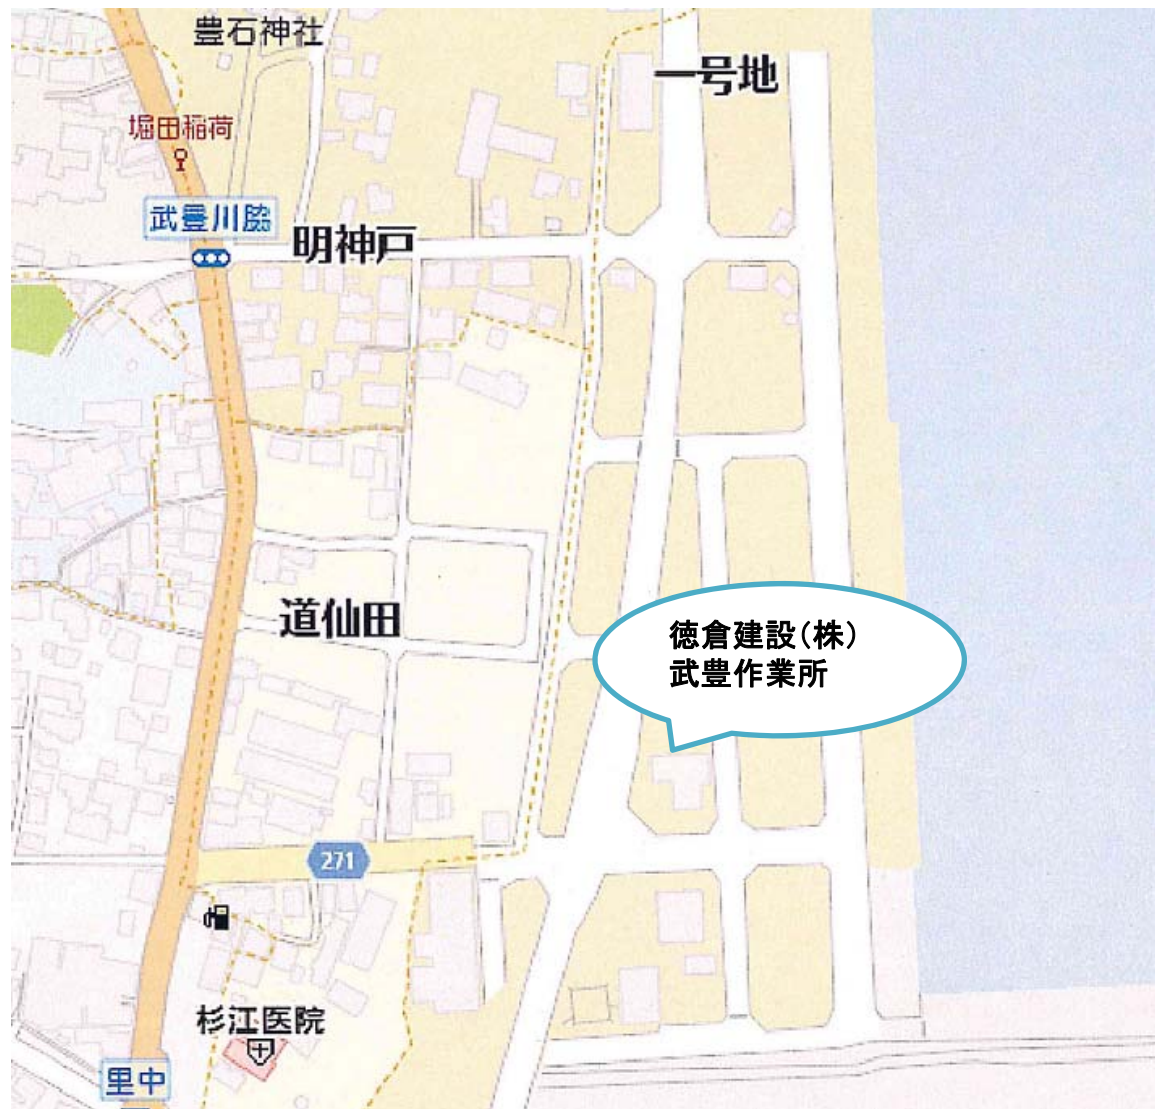 豊石神社
一号地
堀田稲荷
武豊川脇
明神戸
道仙田
徳倉建設(株)
武豊作業所
271
杉江医院
里中